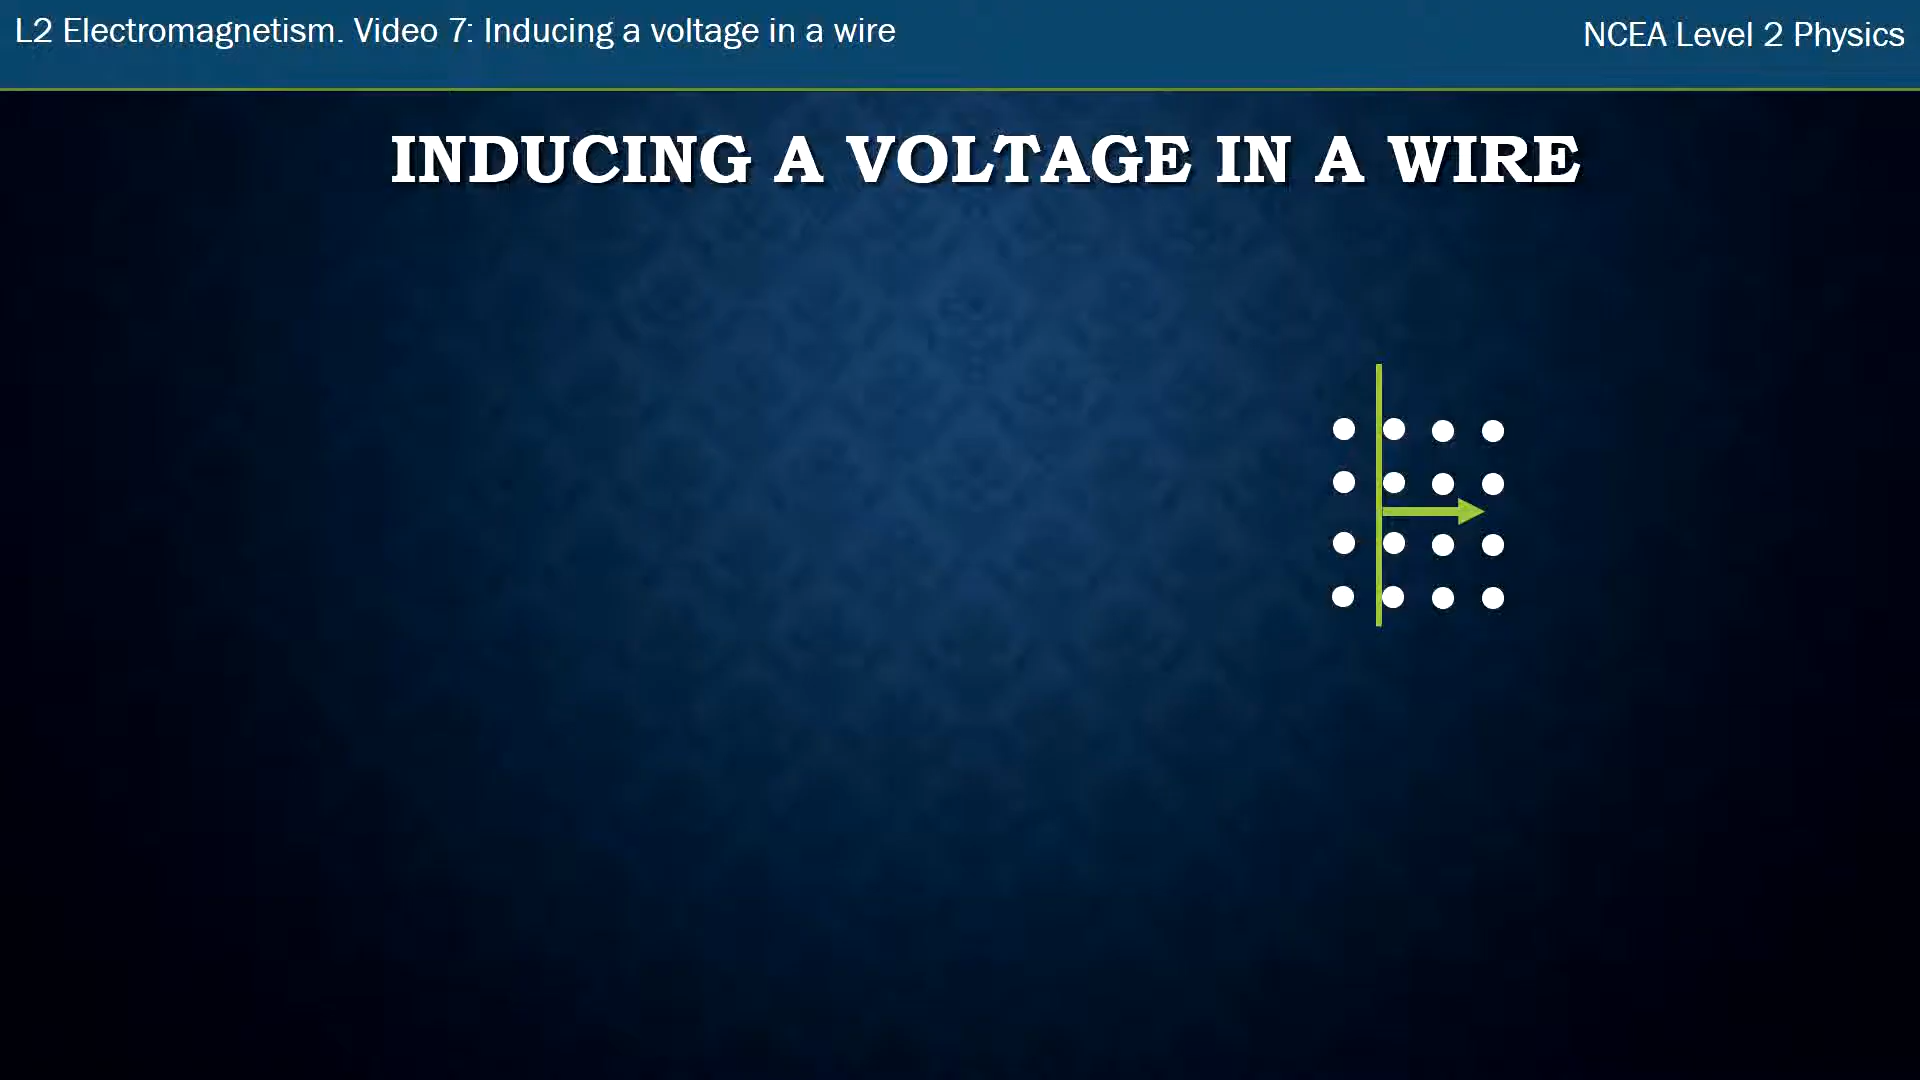 L2 Electromagnetism. Video 7: Inducing a voltage in a wire
NCEA Level 2 Physics
INDUCING A VOLTAGE IN A WIRE